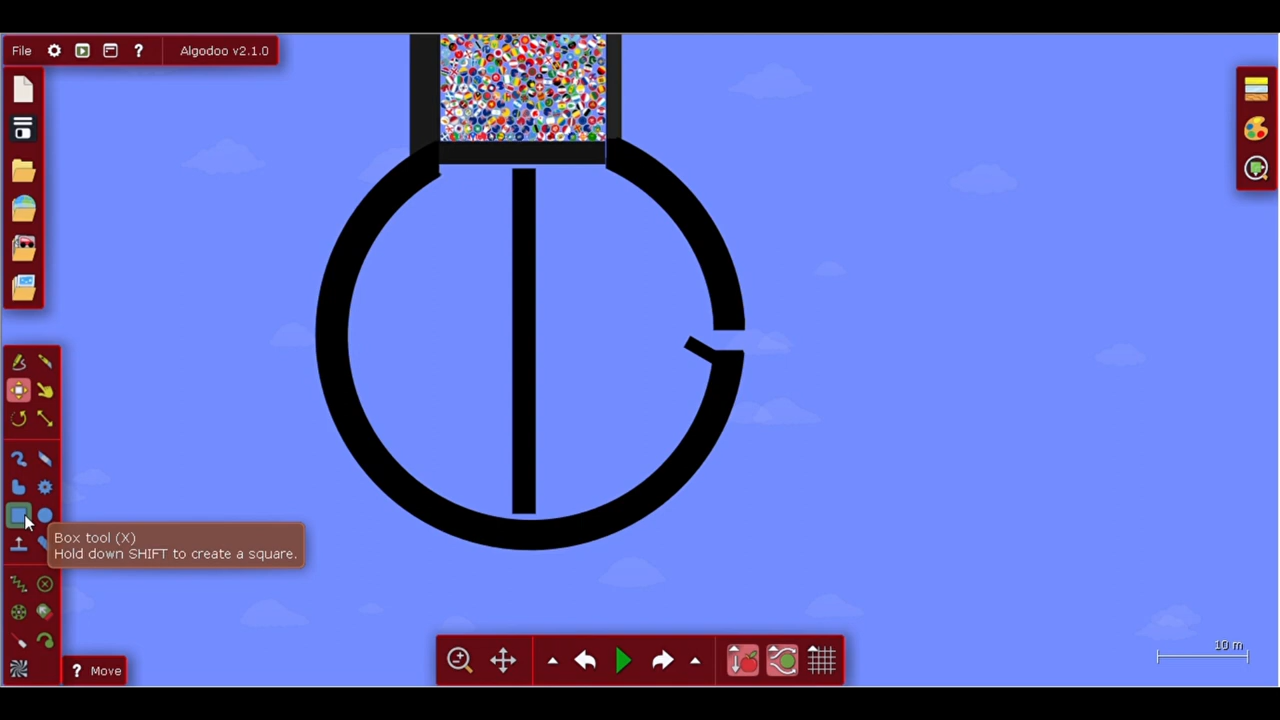 File
?
Algodoo v2.1.0
Box tool (X)
Hold down SHIFT to create a square.
? Move
10 m